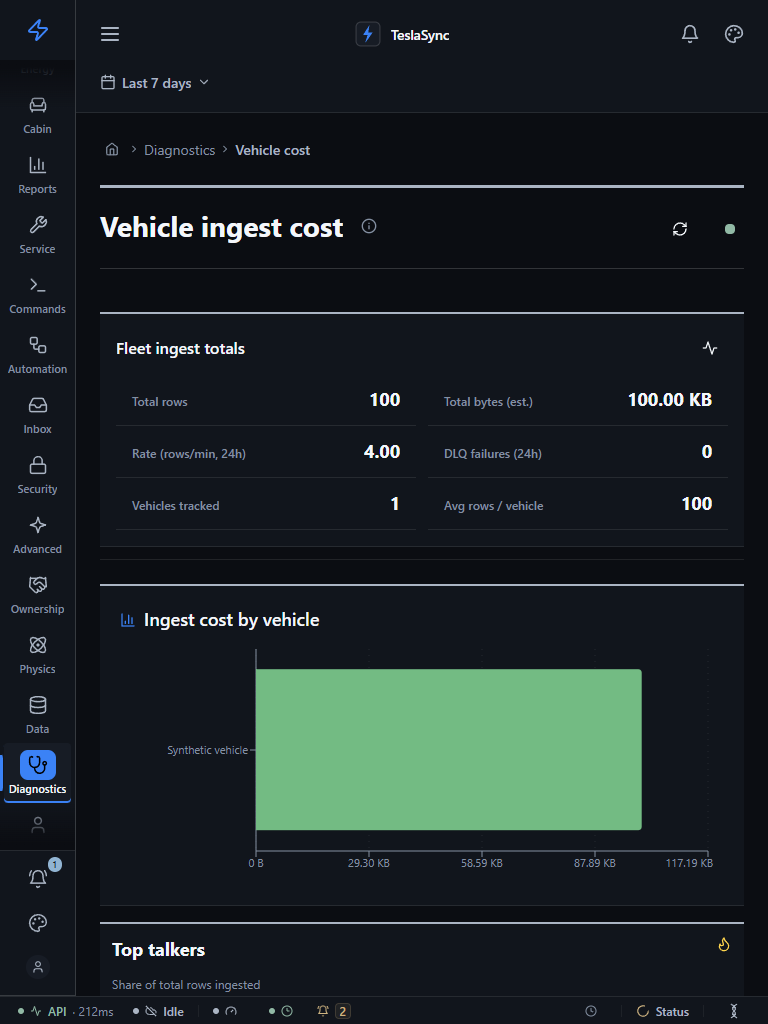 TeslaSync
Last 7 days
Energy
Cabin
Reports
Service
Commands
Automation
Inbox
Security
Advanced
Ownership
Physics
Data
Diagnostics
1
Diagnostics > Vehicle cost
Vehicle ingest cost
Fleet ingest totals
Total rows 100 Total bytes (est.) 100.00 KB
Rate (rows/min, 24h) 4.00 DLQ failures (24h) 0
Vehicles tracked 1 Avg rows / vehicle 100
Ingest cost by vehicle
Synthetic vehicle
0 B 29.30 KB 58.59 KB 87.89 KB 117.19 KB
Top talkers
Share of total rows ingested
API · 212ms Idle 2 Status